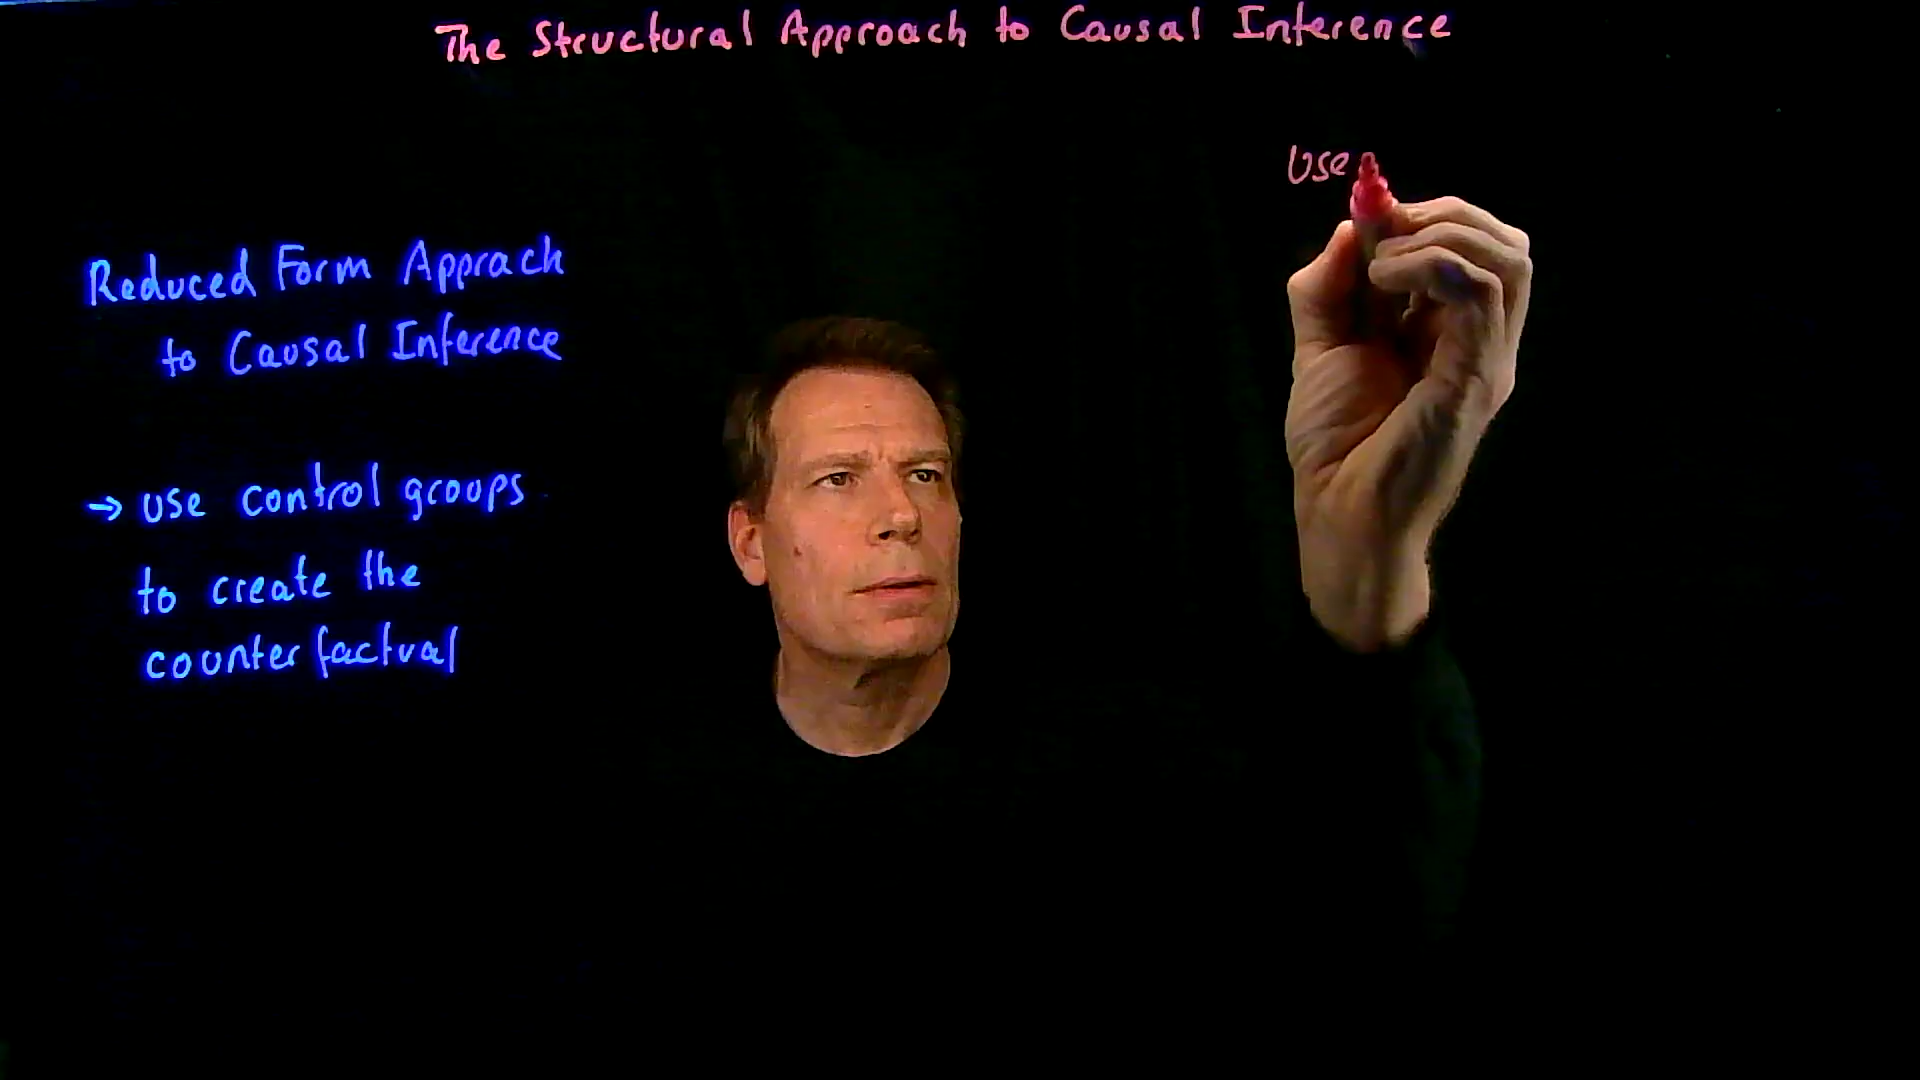 The Structural Approach to Causal Inference
Use
Reduced Form Apprach
to Causal Inference
→ use control groups
to create the
counterfactual